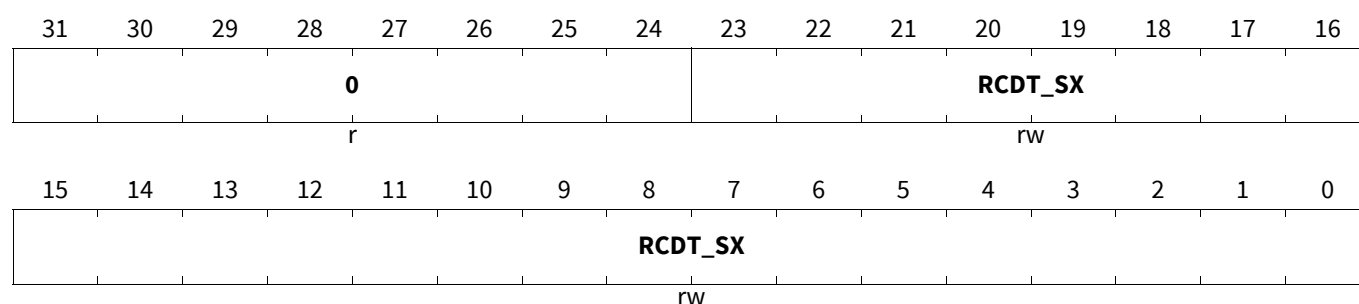 31 30 29 28 27 26 25 24 23 22 21 20 19 18 17 16
0 RCDT_SX
r rw
15 14 13 12 11 10 9 8 7 6 5 4 3 2 1 0
RCDT_SX
rw